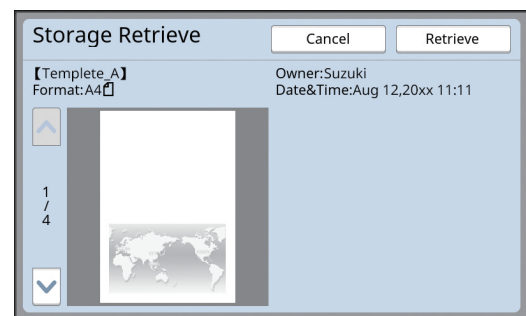 Storage Retrieve
Cancel
Retrieve
【Templete_A】
Format:A4
Owner:Suzuki
Date&Time:Aug 12,20xx 11:11
1
/
4